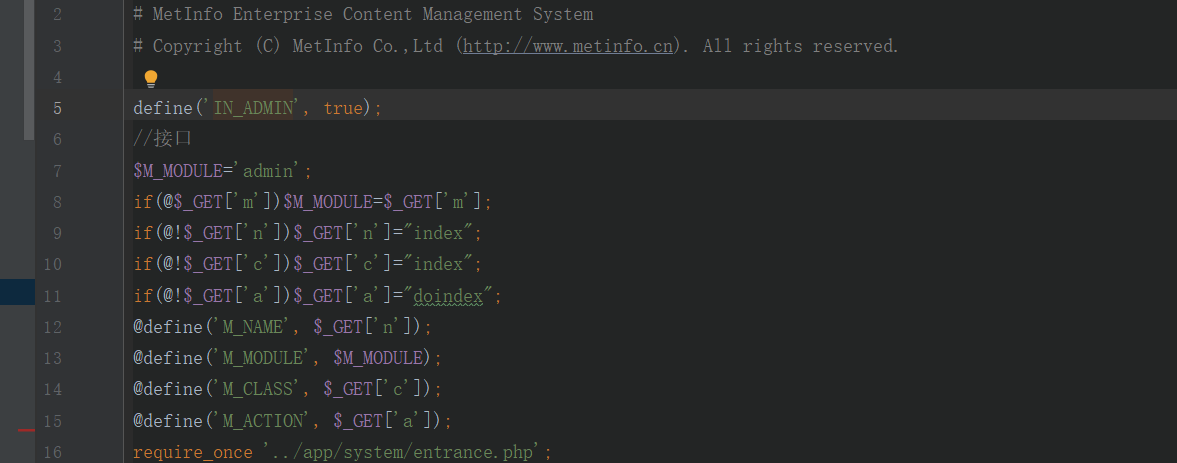 2 # MetInfo Enterprise Content Management System
3 # Copyright (C) MetInfo Co.,Ltd (http://www.metinfo.cn). All rights reserved.
4
5 define('IN_ADMIN', true);
6 //接口
7 $M_MODULE='admin';
8 if(@$_GET['m'])$M_MODULE=$_GET['m'];
9 if(@!$_GET['n'])$_GET['n']="index";
10 if(@!$_GET['c'])$_GET['c']="index";
11 if(@!$_GET['a'])$_GET['a']="doindex";
12 @define('M_NAME', $_GET['n']);
13 @define('M_MODULE', $M_MODULE);
14 @define('M_CLASS', $_GET['c']);
15 @define('M_ACTION', $_GET['a']);
16 require_once '../app/system/entrance.php';